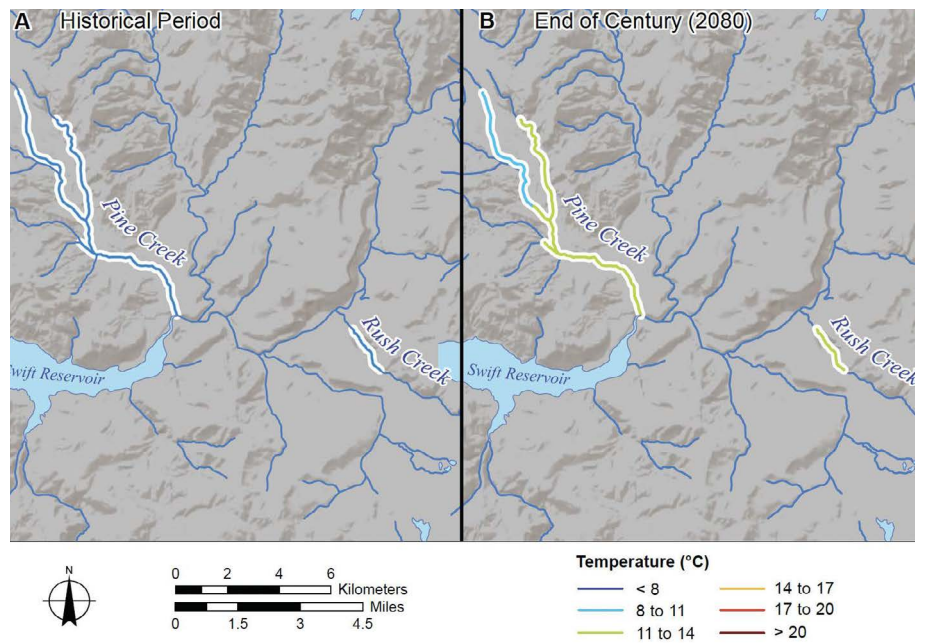 A Historical Period
B End of Century (2080)
Pine Creek
Rush Creek
Swift Reservoir
Pine Creek
Rush Creek
Swift Reservoir
N
0 2 4 6
Kilometers
Miles
0 1.5 3 4.5
Temperature (°C)
< 8
8 to 11
11 to 14
14 to 17
17 to 20
> 20